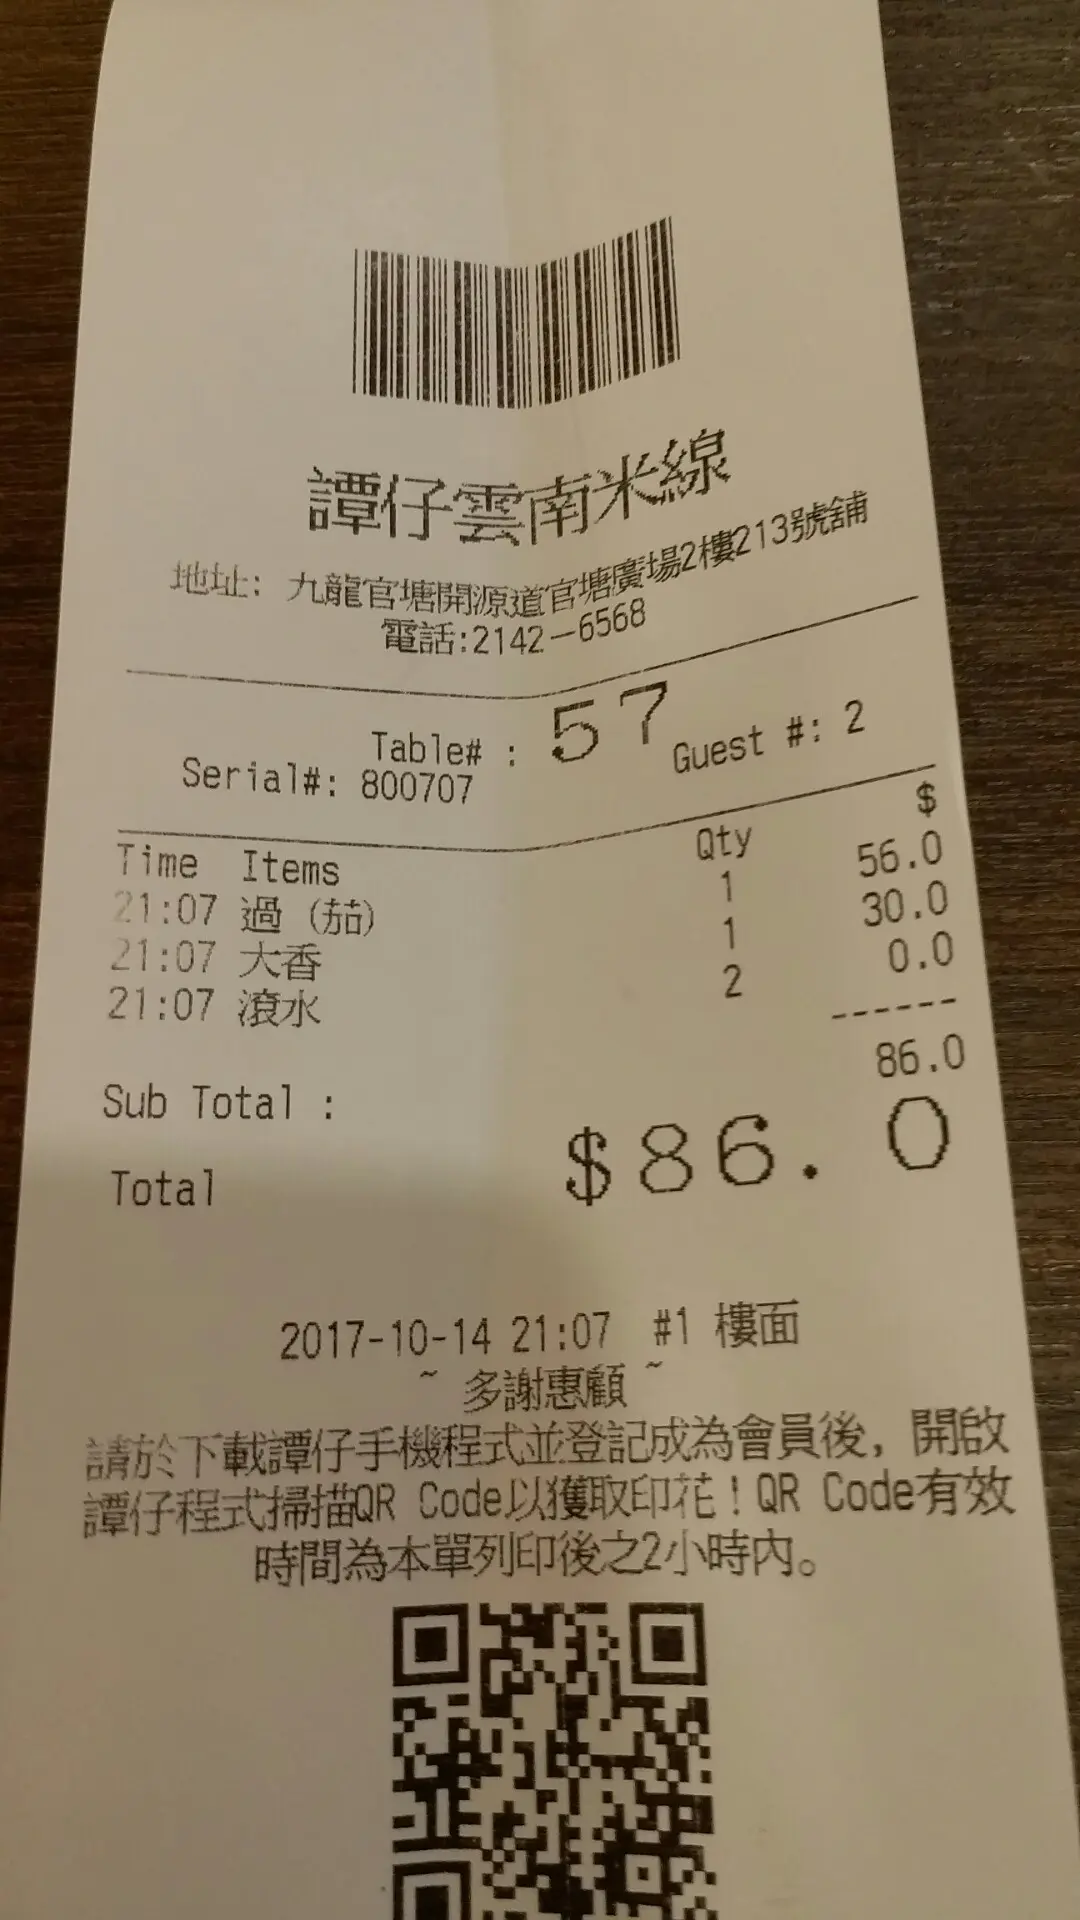 譚仔雲南米線
地址: 九龍官塘開源道官塘廣場2樓213號舖
電話:2142-6568
Table# : 57
Serial#: 800707 Guest #: 2
Time Items Qty $
21:07 過 (茄) 1 56.0
21:07 大香 1 30.0
21:07 滾水 2 0.0
------
Sub Total : 86.0
Total $86.0
2017-10-14 21:07 #1 樓面
~ 多謝惠顧 ~
請於下載譚仔手機程式並登記成為會員後, 開啟
譚仔程式掃描QR Code以獲取印花!QR Code有效
時間為本單列印後之2小時內。